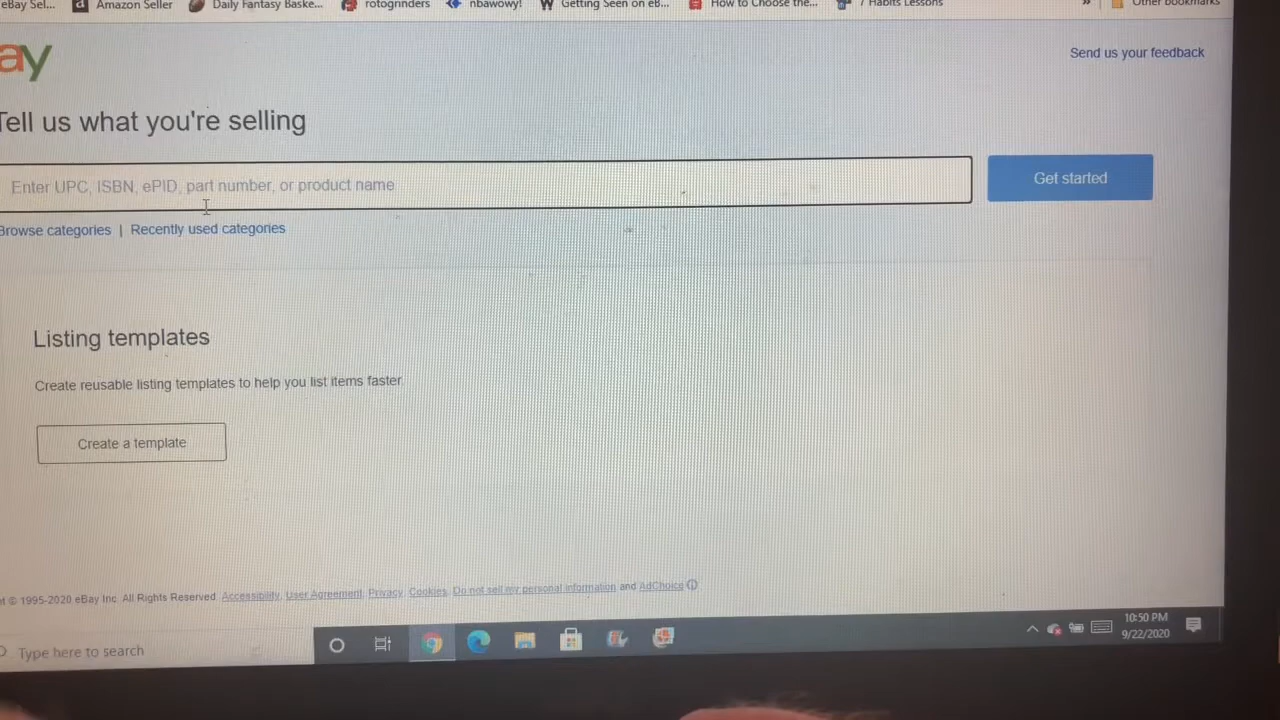 eBay Sel... Amazon Seller Daily Fantasy Baske... rotogrinders nbawowy! Getting Seen on eB... How to Choose the... 7 Habits Lessons » Other bookmarks
ay
Send us your feedback
Tell us what you're selling
Enter UPC, ISBN, ePID, part number, or product name
Get started
Browse categories | Recently used categories
Listing templates
Create reusable listing templates to help you list items faster.
Create a template
t © 1995-2020 eBay Inc. All Rights Reserved. Accessibility, User Agreement, Privacy, Cookies, Do not sell my personal information and AdChoice
10:50 PM
Type here to search
9/22/2020